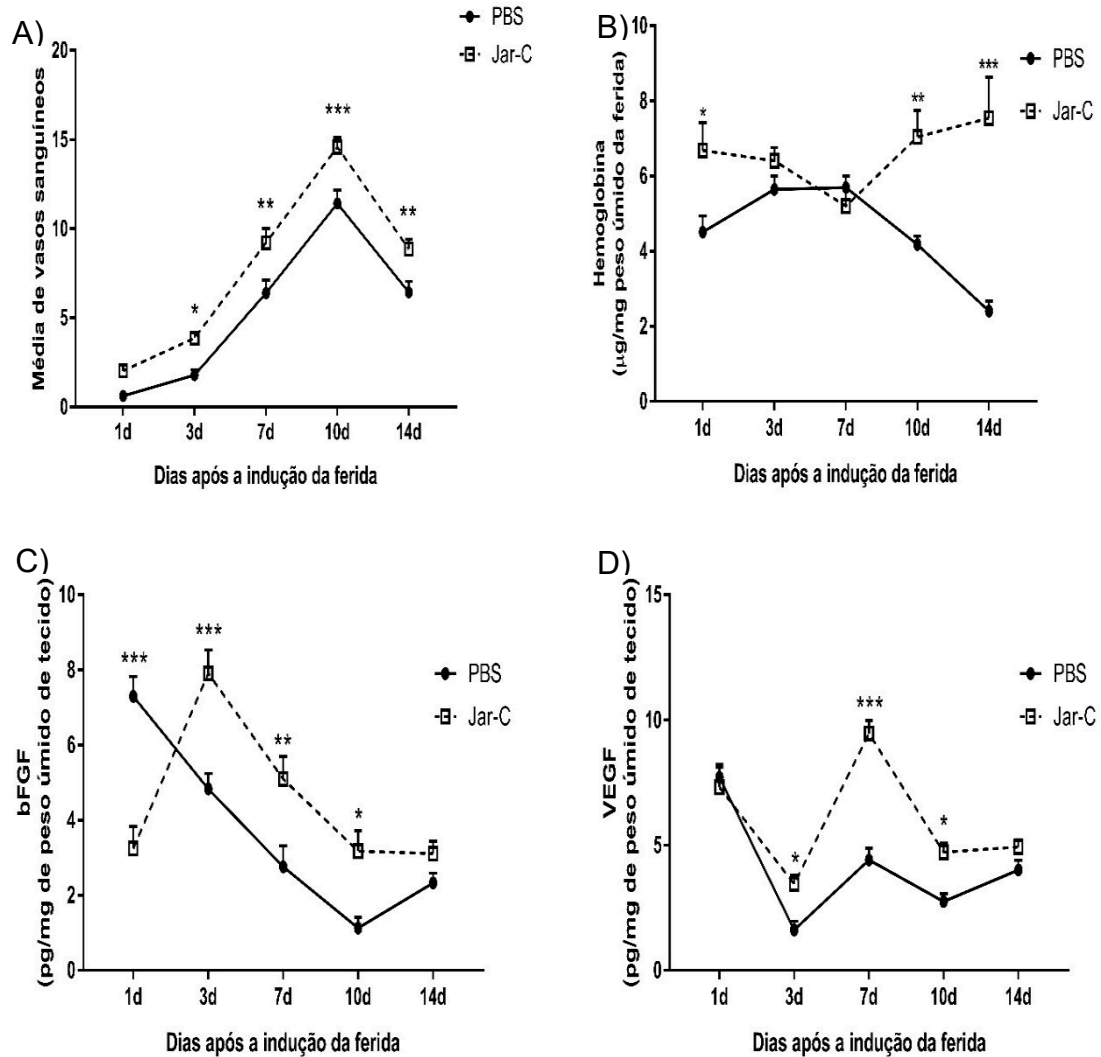 A)
PBS
Jar-C
Média de vasos sanguíneos
20
15
10
5
0
*
**
***
**
1d 3d 7d 10d 14d
Dias após a indução da ferida
B)
PBS
Jar-C
Hemoglobina
(µg/mg peso úmido da ferida)
10
8
6
4
2
0
*
**
***
1d 3d 7d 10d 14d
Dias após a indução da ferida
C)
PBS
Jar-C
bFGF
(pg/mg de peso úmido de tecido)
10
8
6
4
2
0
***
***
**
*
1d 3d 7d 10d 14d
Dias após a indução da ferida
D)
PBS
Jar-C
VEGF
(pg/mg de peso úmido de tecido)
15
10
5
0
*
***
*
1d 3d 7d 10d 14d
Dias após a indução da ferida